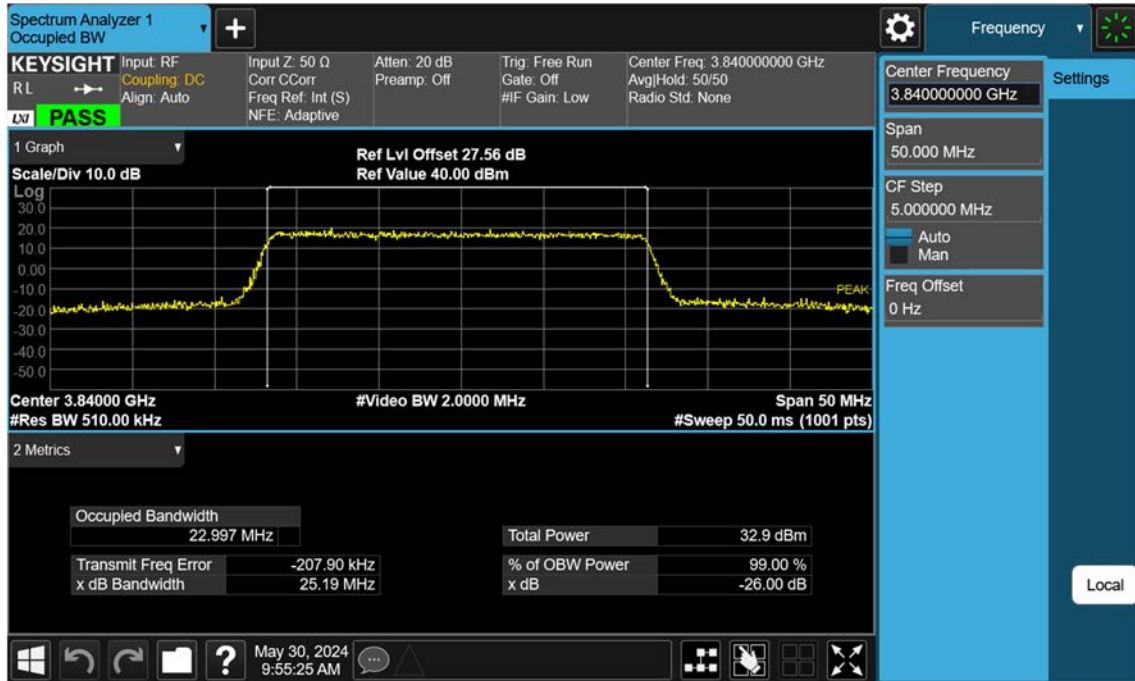 Spectrum Analyzer 1
Occupied BW
Frequency
KEYSIGHT
R L
LXI
PASS
Input: RF
Coupling: DC
Align: Auto
Input Z: 50 Ω
Corr CCorr
Freq Ref: Int (S)
NFE: Adaptive
Atten: 20 dB
Preamp: Off
Trig: Free Run
Gate: Off
#IF Gain: Low
Center Freq: 3.840000000 GHz
Avg|Hold: 50/50
Radio Std: None
Center Frequency
3.840000000 GHz
Settings
Span
50.000 MHz
CF Step
5.000000 MHz
Auto
Man
Freq Offset
0 Hz
Local
1 Graph
Scale/Div 10.0 dB
Ref Lvl Offset 27.56 dB
Ref Value 40.00 dBm
Log
30.0
20.0
10.0
0.00
-10.0
-20.0
-30.0
-40.0
-50.0
PEAK
Center 3.84000 GHz
#Video BW 2.0000 MHz
Span 50 MHz
#Res BW 510.00 kHz
#Sweep 50.0 ms (1001 pts)
2 Metrics
Occupied Bandwidth
22.997 MHz
Total Power 32.9 dBm
Transmit Freq Error -207.90 kHz
% of OBW Power 99.00 %
x dB Bandwidth 25.19 MHz
x dB -26.00 dB
?
May 30, 2024
9:55:25 AM